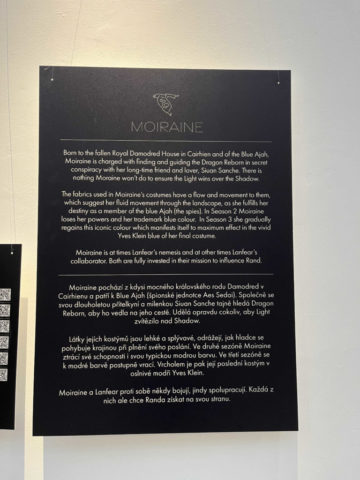 MOIRAINE
Born to the fallen Royal Damodred House in Cairhien and of the Blue Ajah,
Moiraine is charged with finding and guiding the Dragon Reborn in secret
conspiracy with her long-time friend and lover, Siuan Sanche. There is
nothing Moraine won't do to ensure the Light wins over the Shadow.
The fabrics used in Moiraine's costumes have a flow and movement to them,
which suggest her fluid movement through the landscape, as she fulfills her
destiny as a member of the blue Ajah (the spies). In Season 2 Moiraine
loses her powers and her trademark blue colour. In Season 3 she gradually
regains this iconic colour which manifests itself to maximum effect in the vivid
Yves Klein blue of her final costume.
Moiraine is at times Lanfear's nemesis and at other times Lanfear's
collaborator. Both are fully invested in their mission to influence Rand.
Moiraine pochází z kdysi mocného královského rodu Damodred v
Cairhienu a patří k Blue Ajah (špionské jednotce Aes Sedai). Společně se
svou dlouholetou přítelkyní a milenkou Siuan Sanche tajně hledá Dragon
Reborn, aby ho vedla na jeho cestě. Udělá opravdu cokoliv, aby Light
zvítězilo nad Shadow.
Látky jejích kostýmů jsou lehké a splývavé, odrážejí, jak hladce se
pohybuje krajinou při plnění svého poslání. Ve druhé sezóně Moiraine
ztrácí své schopnosti i svou typickou modrou barvu. Ve třetí sezóně se
k modré barvě postupně vrací. Vrcholem je pak její poslední kostým v
oslnivé modři Yves Klein.
Moiraine a Lanfear proti sobě někdy bojují, jindy spolupracují. Každá z
nich ale chce Randa získat na svou stranu.